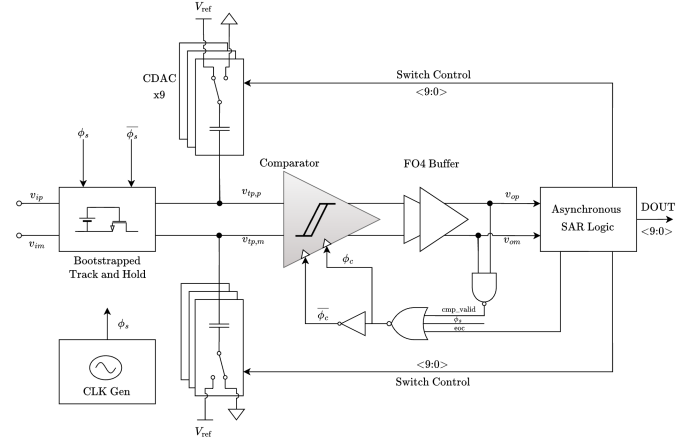 V_ref
CDAC
x9
Switch Control
<9:0>
ϕ_s
ϕ_s̅
Comparator
FO4 Buffer
v_ip
v_tp,p
v_op
v_im
v_tp,m
v_om
Asynchronous
SAR Logic
DOUT
<9:0>
Bootstrapped
Track and Hold
ϕ_c
ϕ_c̅
cmp_valid
ϕ_s
eoc
ϕ_s
CLK Gen
<9:0>
Switch Control
V_ref